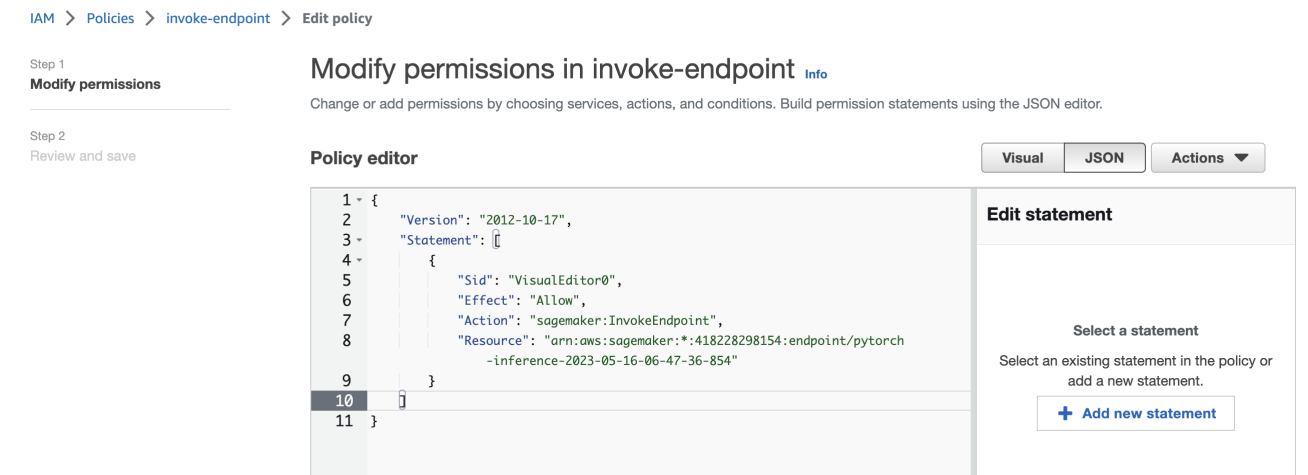 IAM > Policies > invoke-endpoint > Edit policy
Step 1
Modify permissions
Step 2
Review and save
Modify permissions in invoke-endpoint Info
Change or add permissions by choosing services, actions, and conditions. Build permission statements using the JSON editor.
Policy editor
Visual JSON Actions
1 {
2 "Version": "2012-10-17",
3 "Statement": [
4 {
5 "Sid": "VisualEditor0",
6 "Effect": "Allow",
7 "Action": "sagemaker:InvokeEndpoint",
8 "Resource": "arn:aws:sagemaker:*:418228298154:endpoint/pytorch
-inference-2023-05-16-06-47-36-854"
9 }
10 ]
11 }
Edit statement
Select a statement
Select an existing statement in the policy or
add a new statement.
+ Add new statement